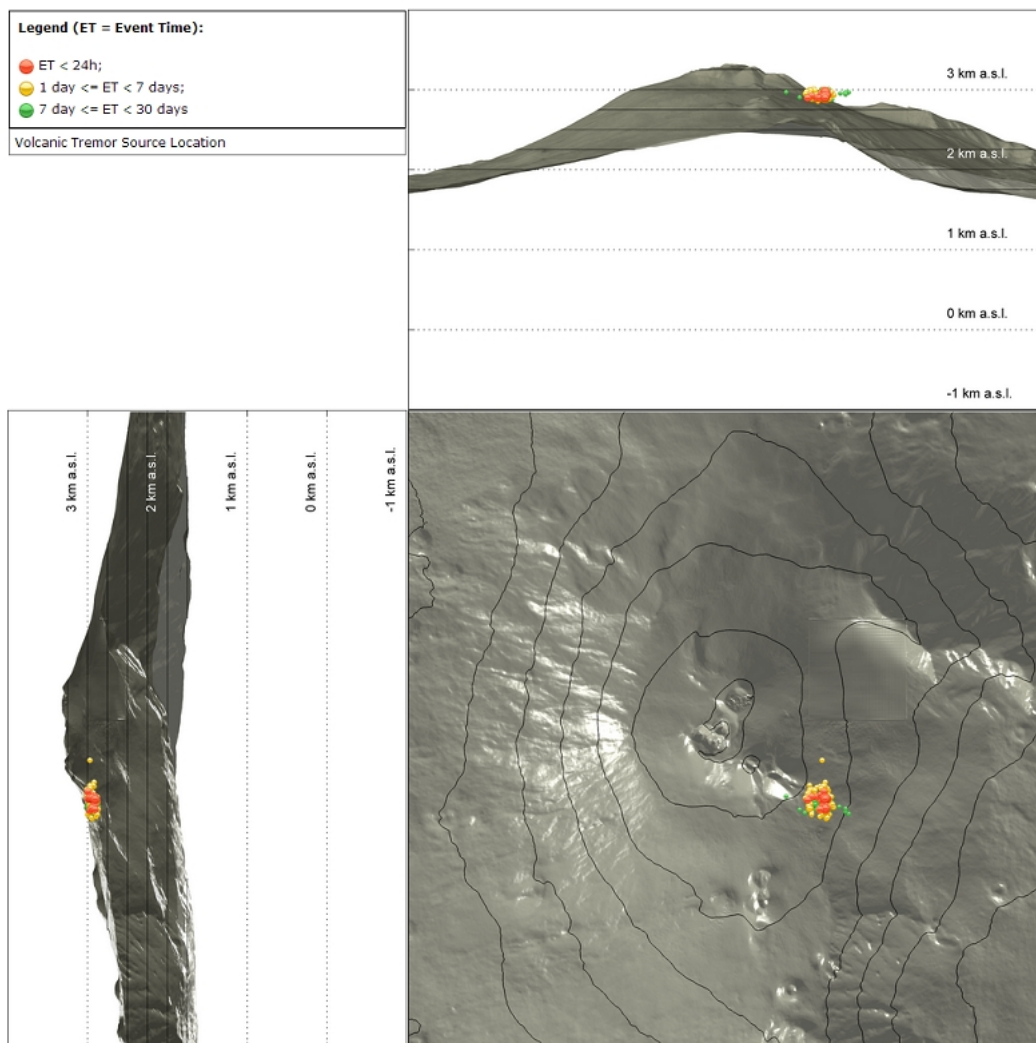 Legend (ET = Event Time):
ET < 24h;
1 day <= ET < 7 days;
7 day <= ET < 30 days
Volcanic Tremor Source Location
3 km a.s.l.
2 km a.s.l.
1 km a.s.l.
0 km a.s.l.
-1 km a.s.l.
3 km a.s.l.
2 km a.s.l.
1 km a.s.l.
0 km a.s.l.
-1 km a.s.l.